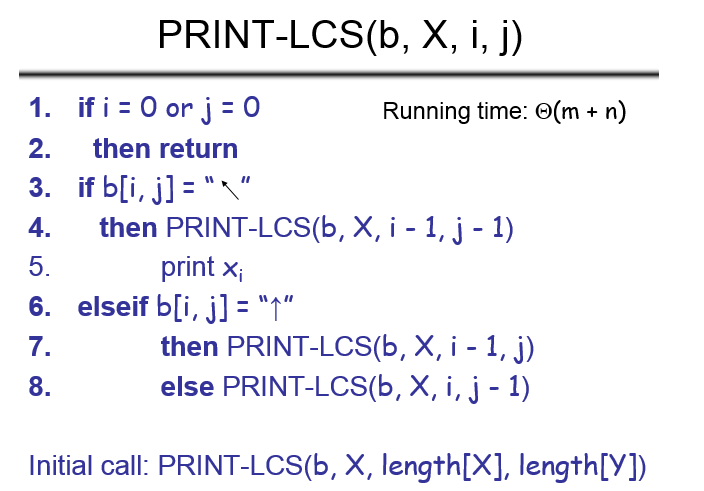 PRINT-LCS(b, X, i, j)
1. if i = 0 or j = 0
Running time: Θ(m + n)
2. then return
3. if b[i, j] = “↖”
4. then PRINT-LCS(b, X, i - 1, j - 1)
5. print xᵢ
6. elseif b[i, j] = “↑”
7. then PRINT-LCS(b, X, i - 1, j)
8. else PRINT-LCS(b, X, i, j - 1)
Initial call: PRINT-LCS(b, X, length[X], length[Y])